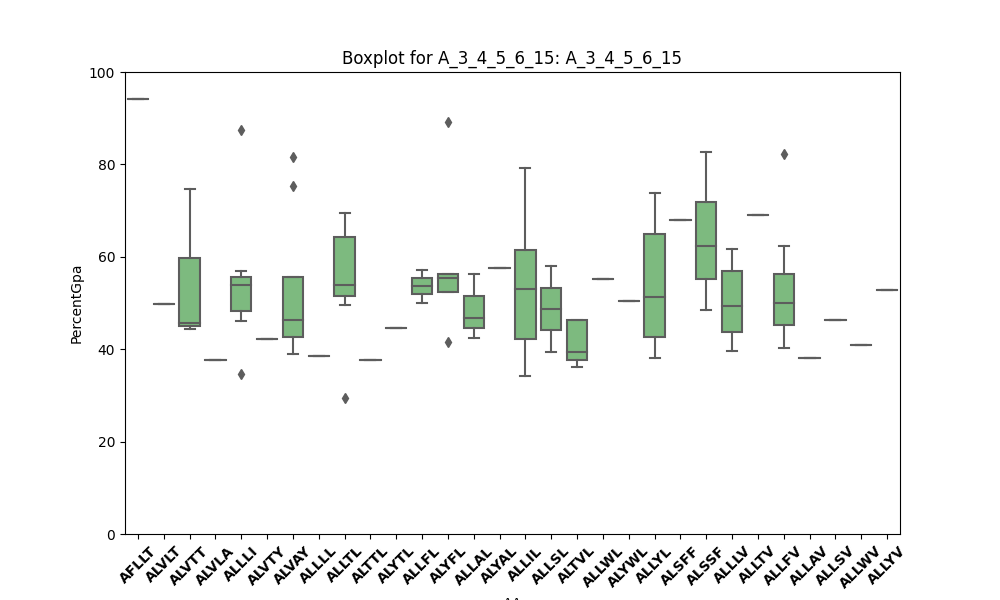 Boxplot for A_3_4_5_6_15: A_3_4_5_6_15
100
80
60
40
20
0
PercentGpa
AFLLT ALVLT ALVTT ALVLA ALLLI ALVTY ALVAY ALLLL ALLTL ALTTL ALYTL ALLFL ALYFL ALLAL ALYAL ALLIL ALLSL ALTVL ALLWL ALYWL ALLYL ALSFF ALSSF ALLLV ALLTV ALLFV ALLAV ALLSV ALLWV ALLYV